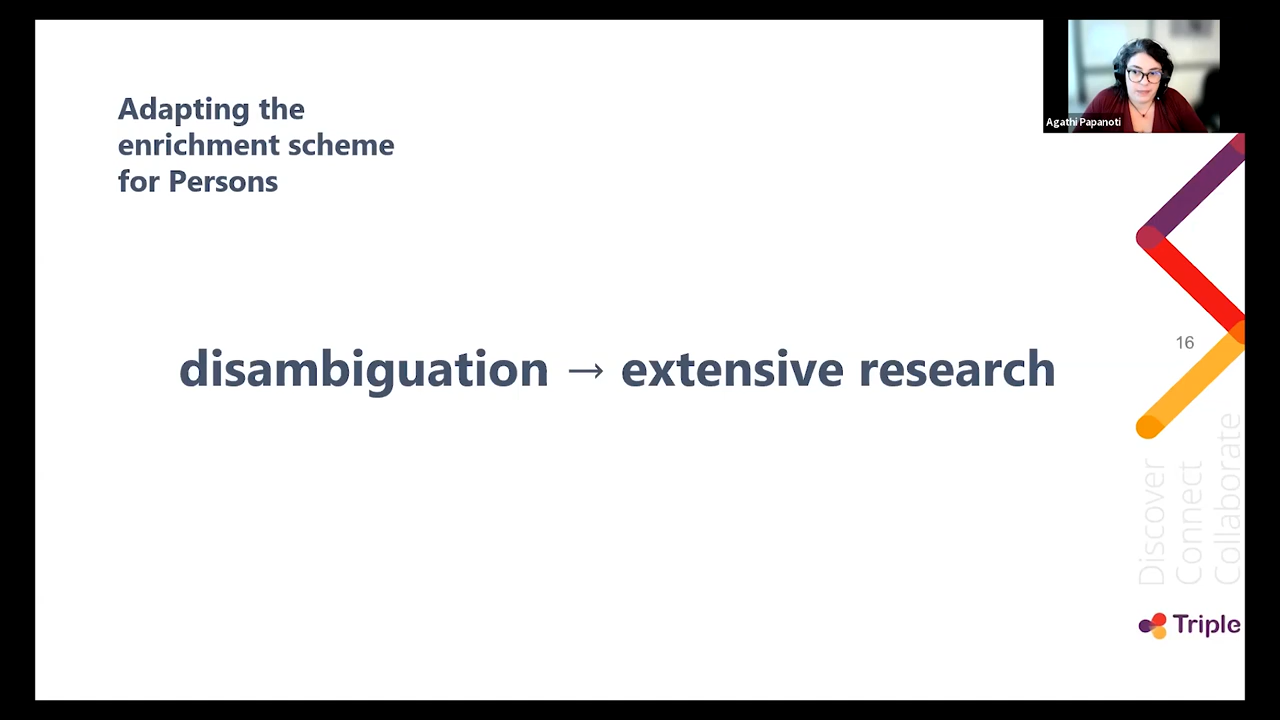 Adapting the
enrichment scheme
for Persons
Agathi Papanoti
disambiguation → extensive research
16
Discover
Connect
Collaborate
Triple